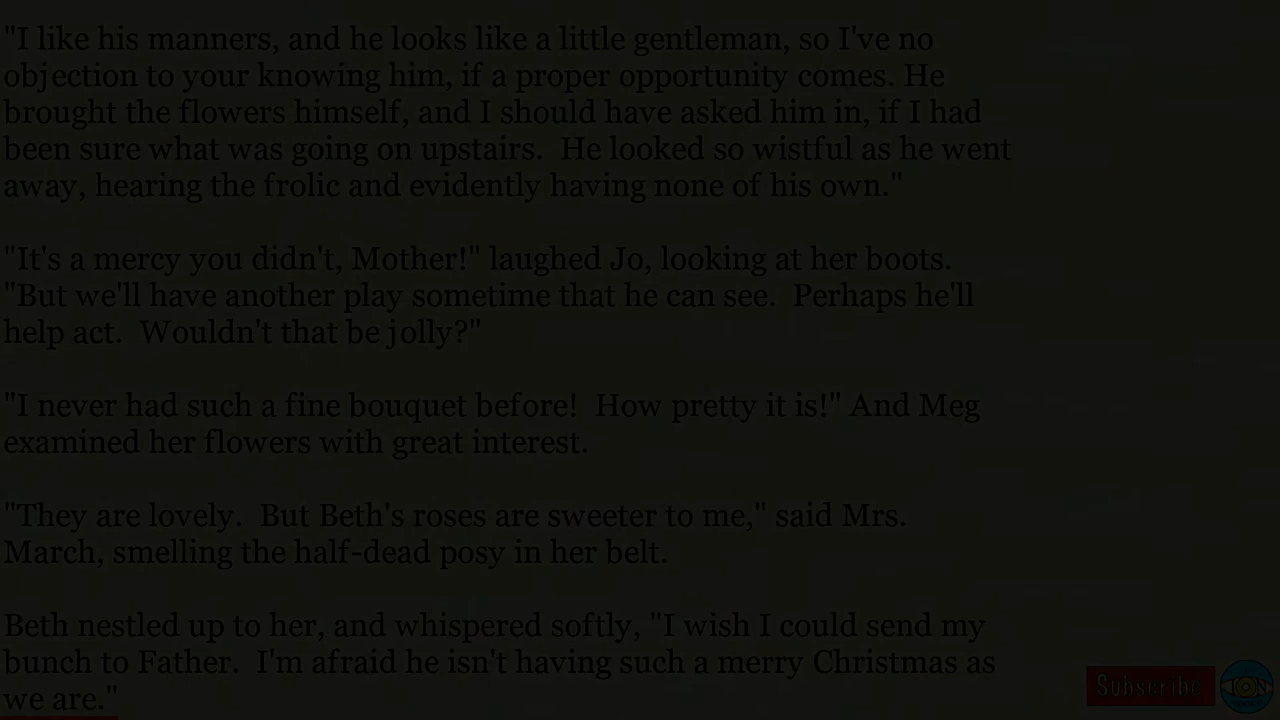 "I like his manners, and he looks like a little gentleman, so I've no
objection to your knowing him, if a proper opportunity comes. He
brought the flowers himself, and I should have asked him in, if I had
been sure what was going on upstairs.  He looked so wistful as he went
away, hearing the frolic and evidently having none of his own."
"It's a mercy you didn't, Mother!" laughed Jo, looking at her boots.
"But we'll have another play sometime that he can see.  Perhaps he'll
help act.  Wouldn't that be jolly?"
"I never had such a fine bouquet before!  How pretty it is!" And Meg
examined her flowers with great interest.
"They are lovely.  But Beth's roses are sweeter to me," said Mrs.
March, smelling the half-dead posy in her belt.
Beth nestled up to her, and whispered softly, "I wish I could send my
bunch to Father.  I'm afraid he isn't having such a merry Christmas as
we are."
Subscribe